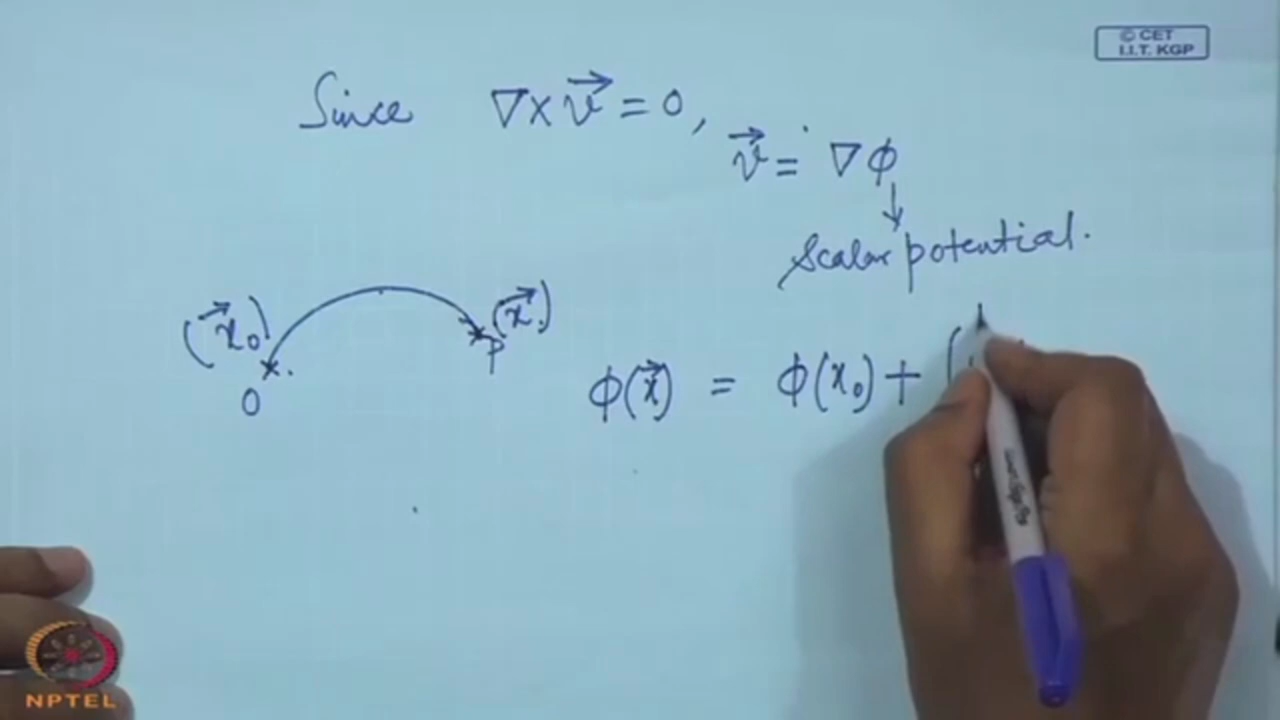 © CET
I.I.T. KGP
Since ∇×v⃗ = 0,
v⃗ = ∇ϕ
↓
Scalar potential.
(x⃗₀)
(x⃗)
O
P
ϕ(x⃗) = ϕ(x₀) + ∫
NPTEL